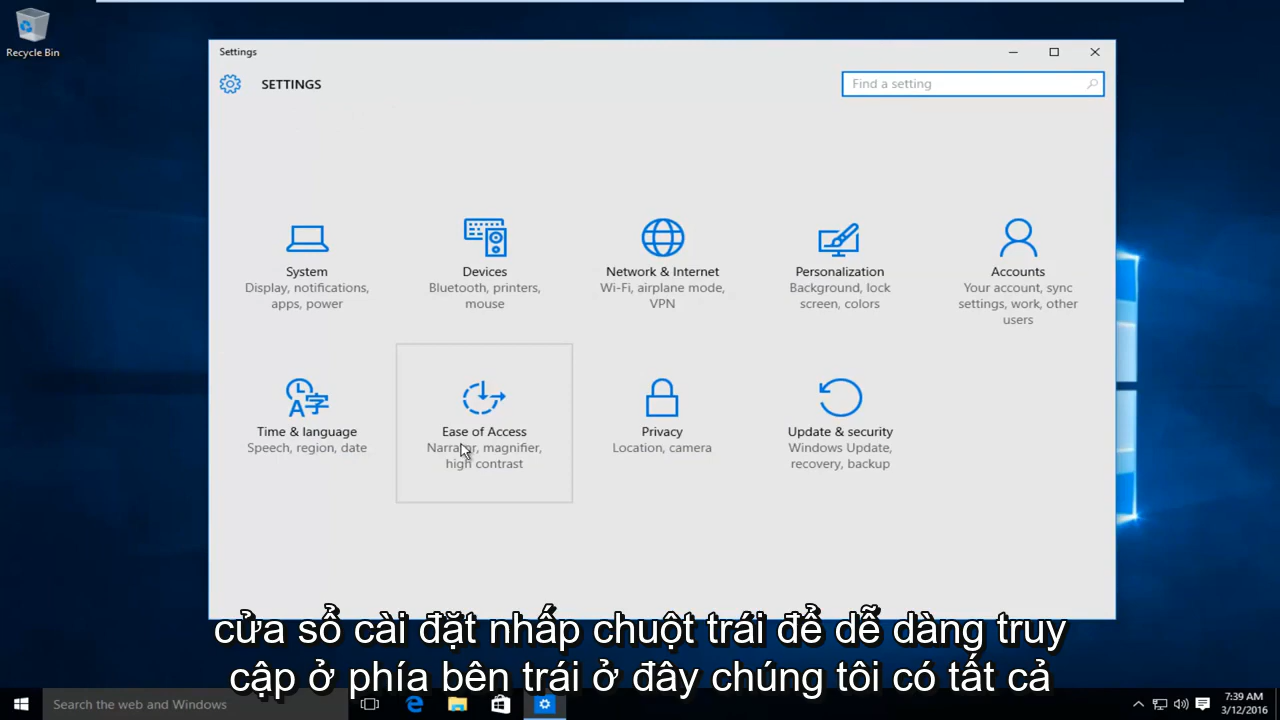 Recycle Bin
Settings
SETTINGS
Find a setting
System
Display, notifications,
apps, power
Devices
Bluetooth, printers,
mouse
Network & Internet
Wi-Fi, airplane mode,
VPN
Personalization
Background, lock
screen, colors
Accounts
Your account, sync
settings, work, other
users
Time & language
Speech, region, date
Ease of Access
Narrator, magnifier,
high contrast
Privacy
Location, camera
Update & security
Windows Update,
recovery, backup
cửa sổ cài đặt nhấp chuột trái để dễ dàng truy
cập ở phía bên trái ở đây chúng tôi có tất cả
Search the web and Windows
7:39 AM
3/12/2016